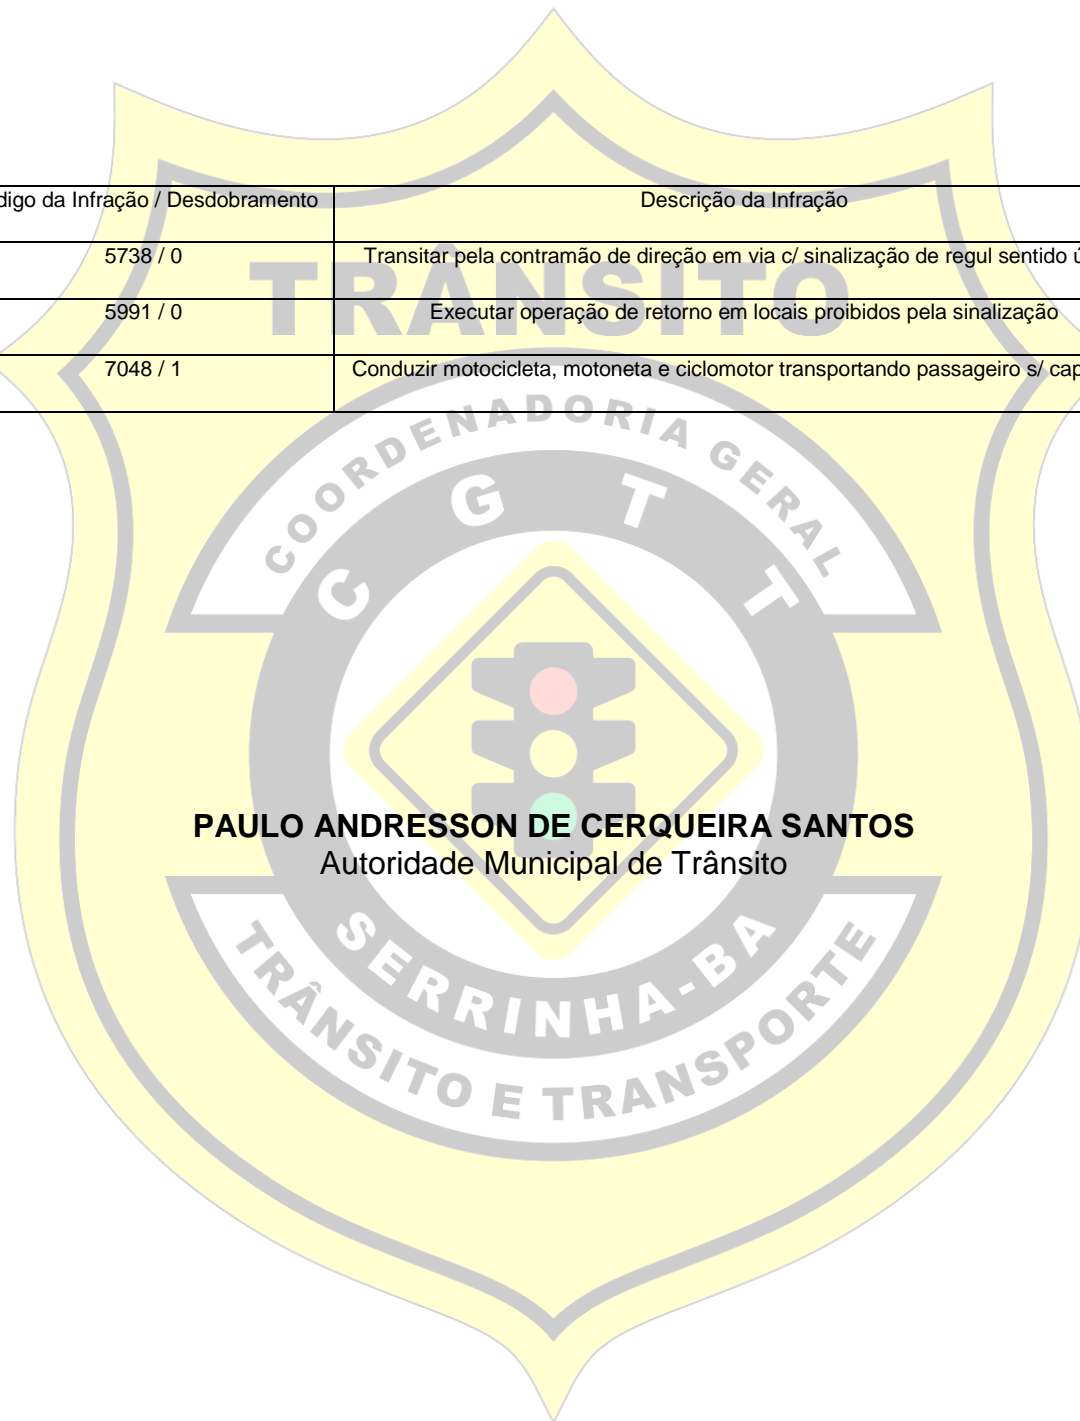 digo da Infração / Desdobramento Descrição da Infração
5738 / 0 Transitar pela contramão de direção em via c/ sinalização de regul sentido ú
5991 / 0 Executar operação de retorno em locais proibidos pela sinalização
7048 / 1 Conduzir motocicleta, motoneta e ciclomotor transportando passageiro s/ cap
TRÂNSITO
COORDENADORIA GERAL
C G T T
PAULO ANDRESSON DE CERQUEIRA SANTOS
Autoridade Municipal de Trânsito
SERRINHA-BA
TRÂNSITO E TRANSPORTE